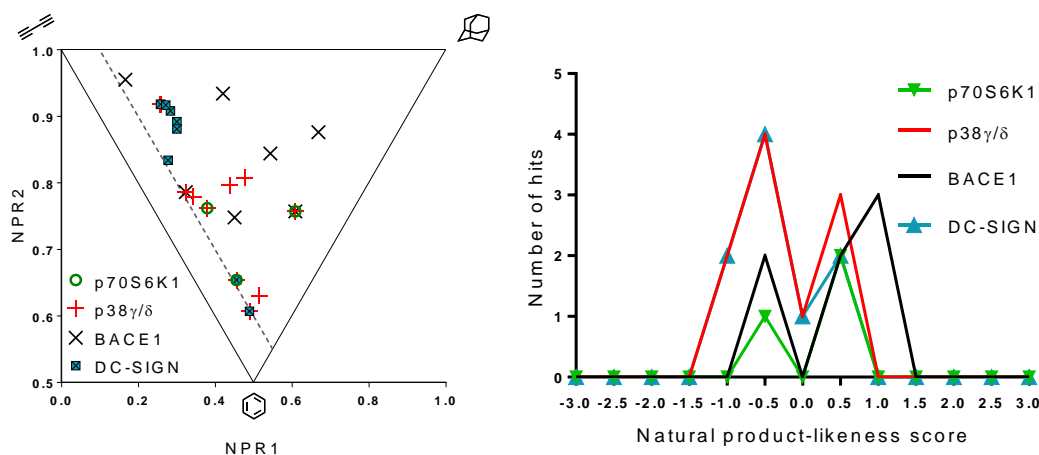 1.0
0.9
0.8
0.7
0.6
0.5
NPR2
p70S6K1
p38γ/δ
BACE1
DC-SIGN
0.0 0.2 0.4 0.6 0.8 1.0
NPR1
5
4
3
2
1
0
Number of hits
p70S6K1
p38γ/δ
BACE1
DC-SIGN
-3.0 -2.5 -2.0 -1.5 -1.0 -0.5 0.0 0.5 1.0 1.5 2.0 2.5 3.0
Natural product-likeness score